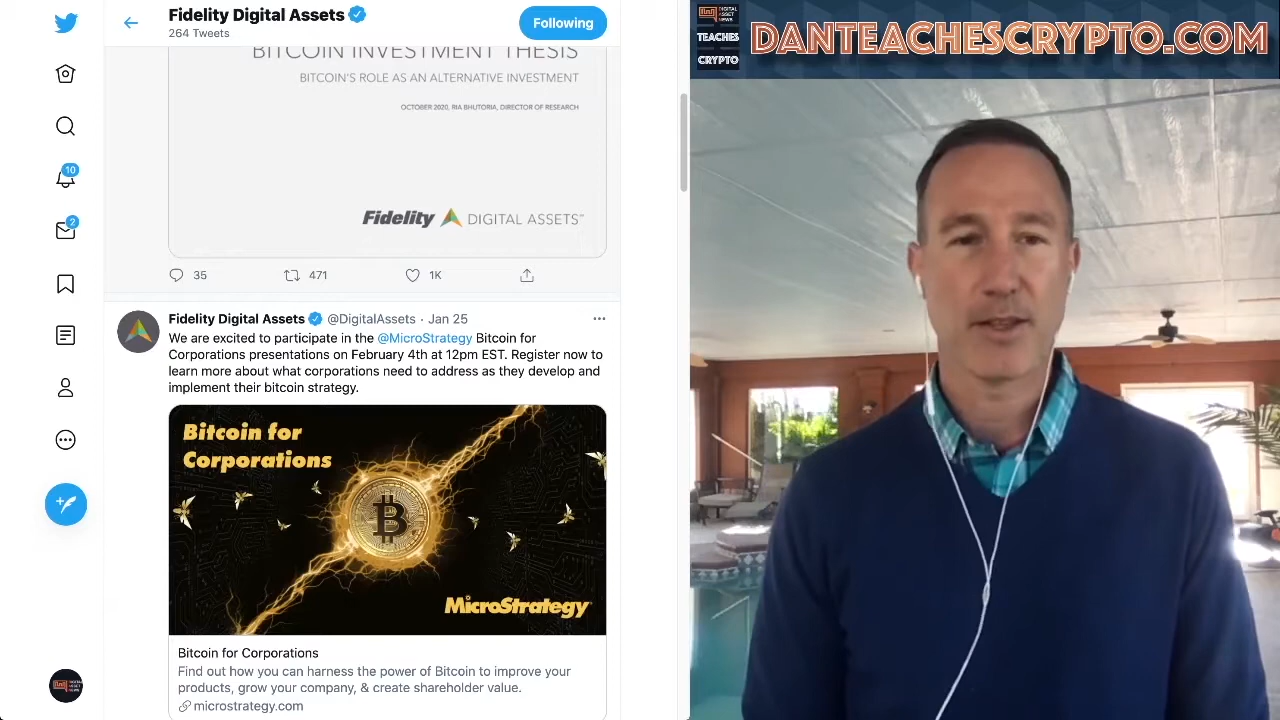 Fidelity Digital Assets
264 Tweets
Following
BITCOIN INVESTMENT THESIS
BITCOIN'S ROLE AS AN ALTERNATIVE INVESTMENT
OCTOBER 2020, RIA BHUTORIA, DIRECTOR OF RESEARCH
Fidelity DIGITAL ASSETS™
35 471 1K
10
2
Fidelity Digital Assets @DigitalAssets · Jan 25
We are excited to participate in the @MicroStrategy Bitcoin for
Corporations presentations on February 4th at 12pm EST. Register now to
learn more about what corporations need to address as they develop and
implement their bitcoin strategy.
Bitcoin for
Corporations
MicroStrategy
Bitcoin for Corporations
Find out how you can harness the power of Bitcoin to improve your
products, grow your company, & create shareholder value.
microstrategy.com
DIGITAL
ASSET
NEWS
TEACHES
CRYPTO
DANTEACHESCRYPTO.COM